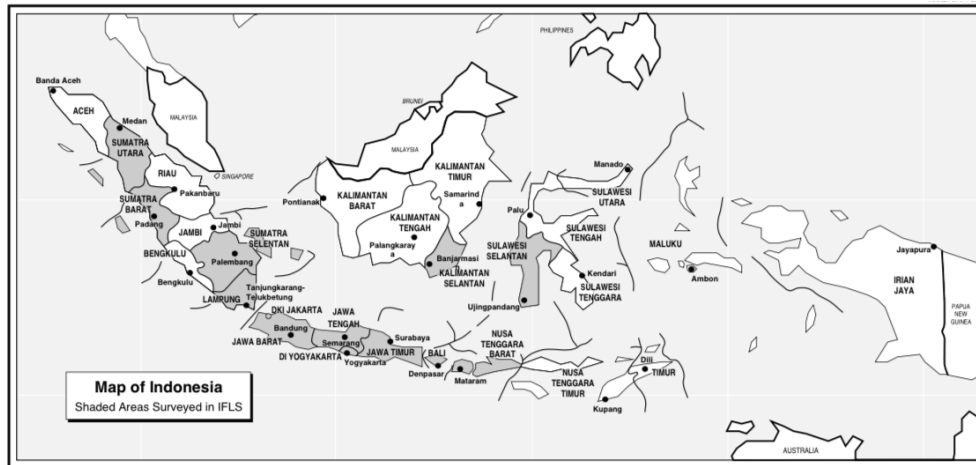 PHILIPPINES
Banda Aceh
ACEH
Medan
MALAYSIA
BRUNEI
MALAYSIA
SUMATRA
UTARA
KALIMANTAN
TIMUR
Manado
RIAU
SINGAPORE
Pakanbaru
Pontianak
KALIMANTAN
BARAT
Samarind
a
SULAWESI
UTARA
SUMATRA
BARAT
Padang
Palu
KALIMANTAN
TENGAH
JAMBI
Jambi
SUMATRA
SELENTAN
SULAWESI
TENGAH
Palangkaray
a
SULAWESI
SELANTAN
MALUKU
Jayapura
BENGKULU
Palembang
Banjarmasi
KALIMANTAN
SELANTAN
Bengkulu
Kendari
Ambon
IRIAN
JAYA
SULAWESI
TENGGARA
Tanjungkarang-
Telukbetung
LAMPUNG
Ujingpandang
PAPUA
NEW
GUINEA
DKI JAKARTA
JAWA
TENGAH
Bandung
JAWA BARAT
Semarang
Surabaya
NUSA
TENGGARA
BARAT
DI YOGYAKARTA
Yogyakarta
JAWA TIMUR
BALI
Denpasar
Mataram
Dili
TIMUR
NUSA
TENGGARA
TIMUR
Kupang
Map of Indonesia
Shaded Areas Surveyed in IFLS
AUSTRALIA